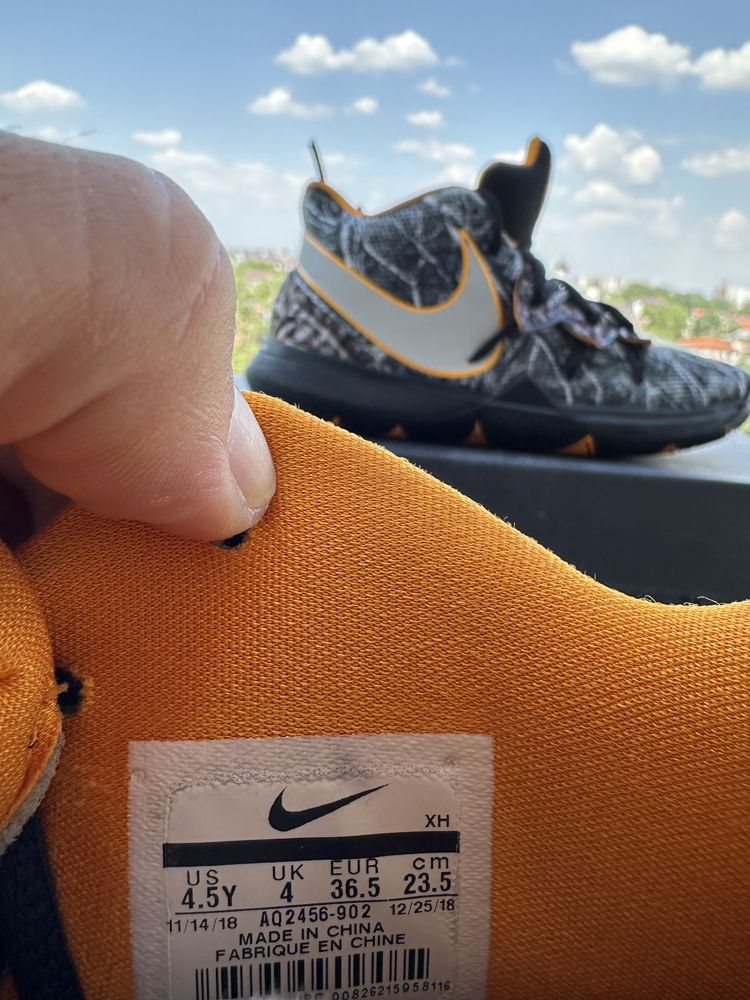 XH
US UK EUR cm
4.5Y 4 36.5 23.5
11/14/18 AQ2456-902 12/25/18
MADE IN CHINA
FABRIQUE EN CHINE
00826215958116